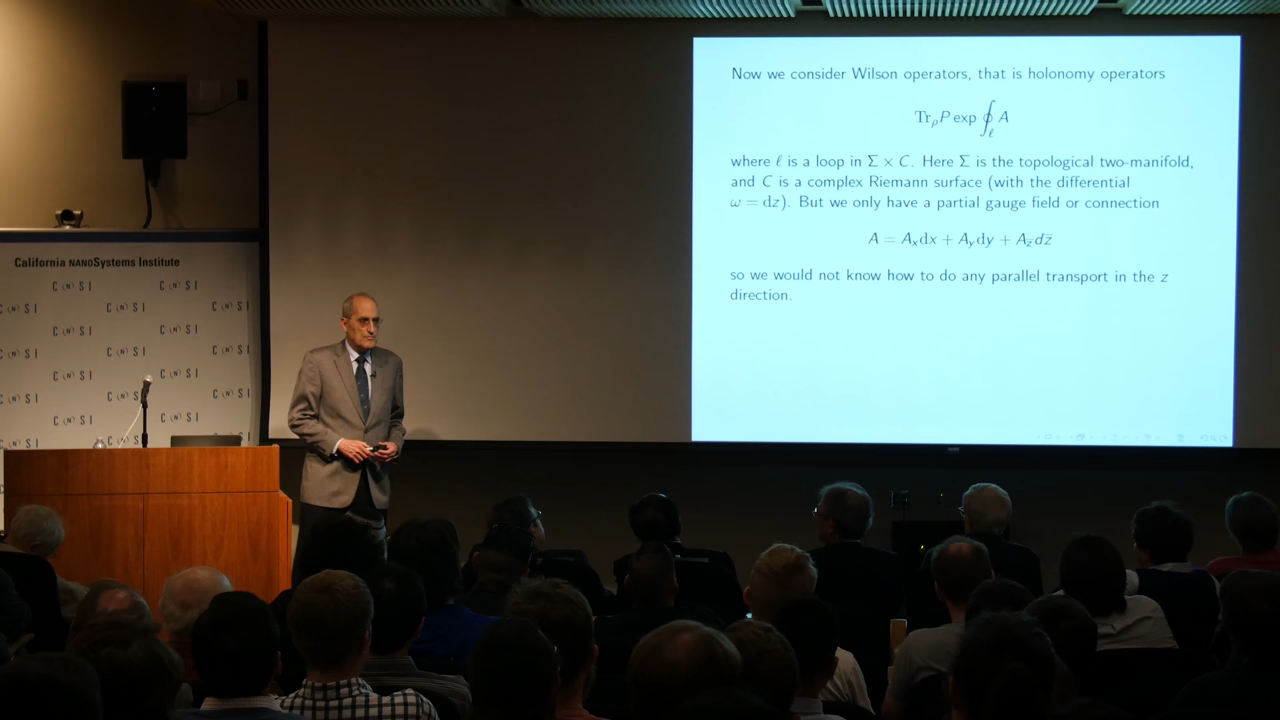 Now we consider Wilson operators, that is holonomy operators
Tr_ρ P exp ∮_ℓ A
where ℓ is a loop in Σ × C. Here Σ is the topological two-manifold,
and C is a complex Riemann surface (with the differential
ω = dz). But we only have a partial gauge field or connection
A = A_x dx + A_y dy + A_z̄ dz̄
so we would not know how to do any parallel transport in the z
direction.
California NANOSystems Institute
C (N) S I C (N) S I
C (N) S I C (N) S I C (N) S I
C (N) S I C (N) S I
C (N) S I C (N) S I C (N) S I
C (N) S I C (N) S I
C (N) S I C (N) S I C (N) S I
C (N) S I C (N) S I
C (N) S I